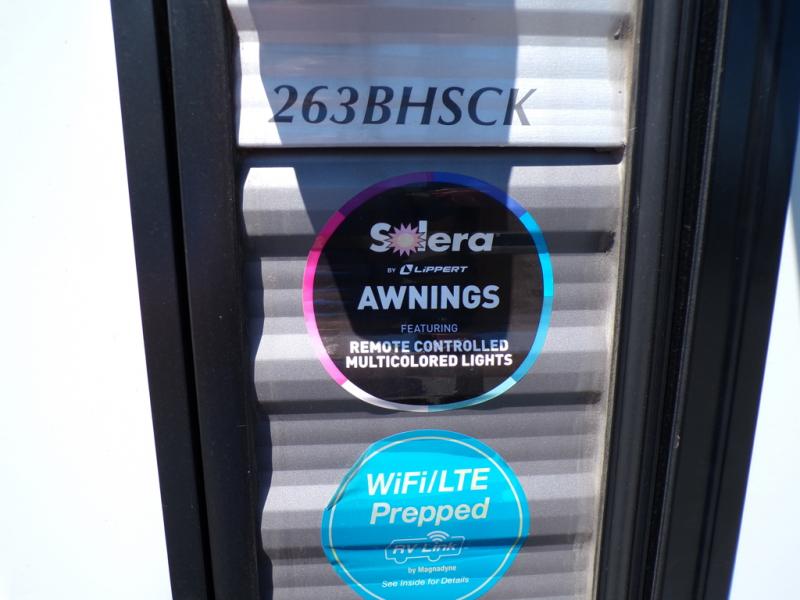 263BHSCK
Solera
BY LIPPERT
AWNINGS
FEATURING
REMOTE CONTROLLED
MULTICOLORED LIGHTS
WiFi/LTE
Prepped
RV Link
by Magnadyne
See Inside for Details